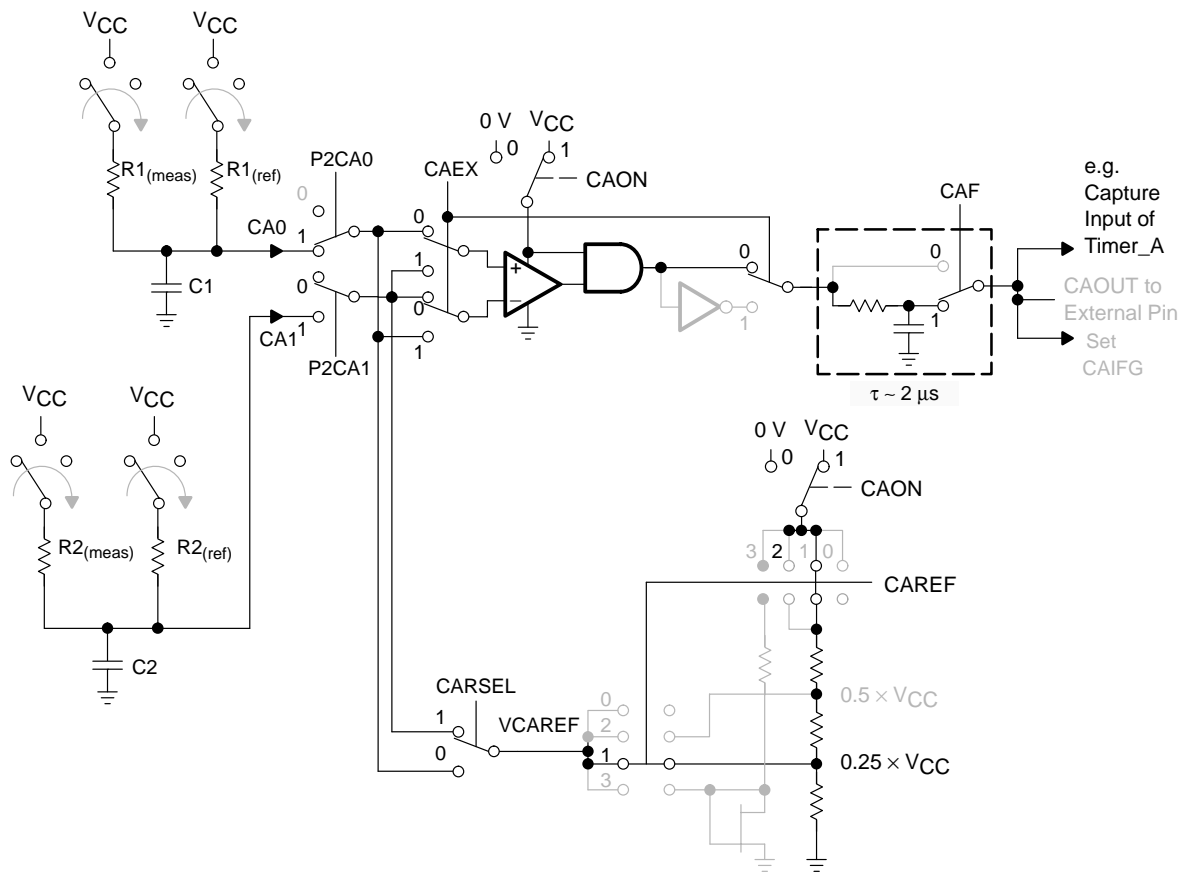 VCC
VCC
R1(meas)
R1(ref)
P2CA0
0
CA0
1
C1
0
CA1
1
P2CA1
CAEX
0
1
0
1
0 V
0
VCC
1
CAON
+
−
0
1
CAF
0
1
τ ~ 2 μs
e.g.
Capture
Input of
Timer_A
CAOUT to
External Pin
Set
CAIFG
VCC
VCC
R2(meas)
R2(ref)
C2
0 V
0
VCC
1
CAON
3 2 1 0
CAREF
CARSEL
1
0
VCAREF
0
2
1
3
0.5 × VCC
0.25 × VCC